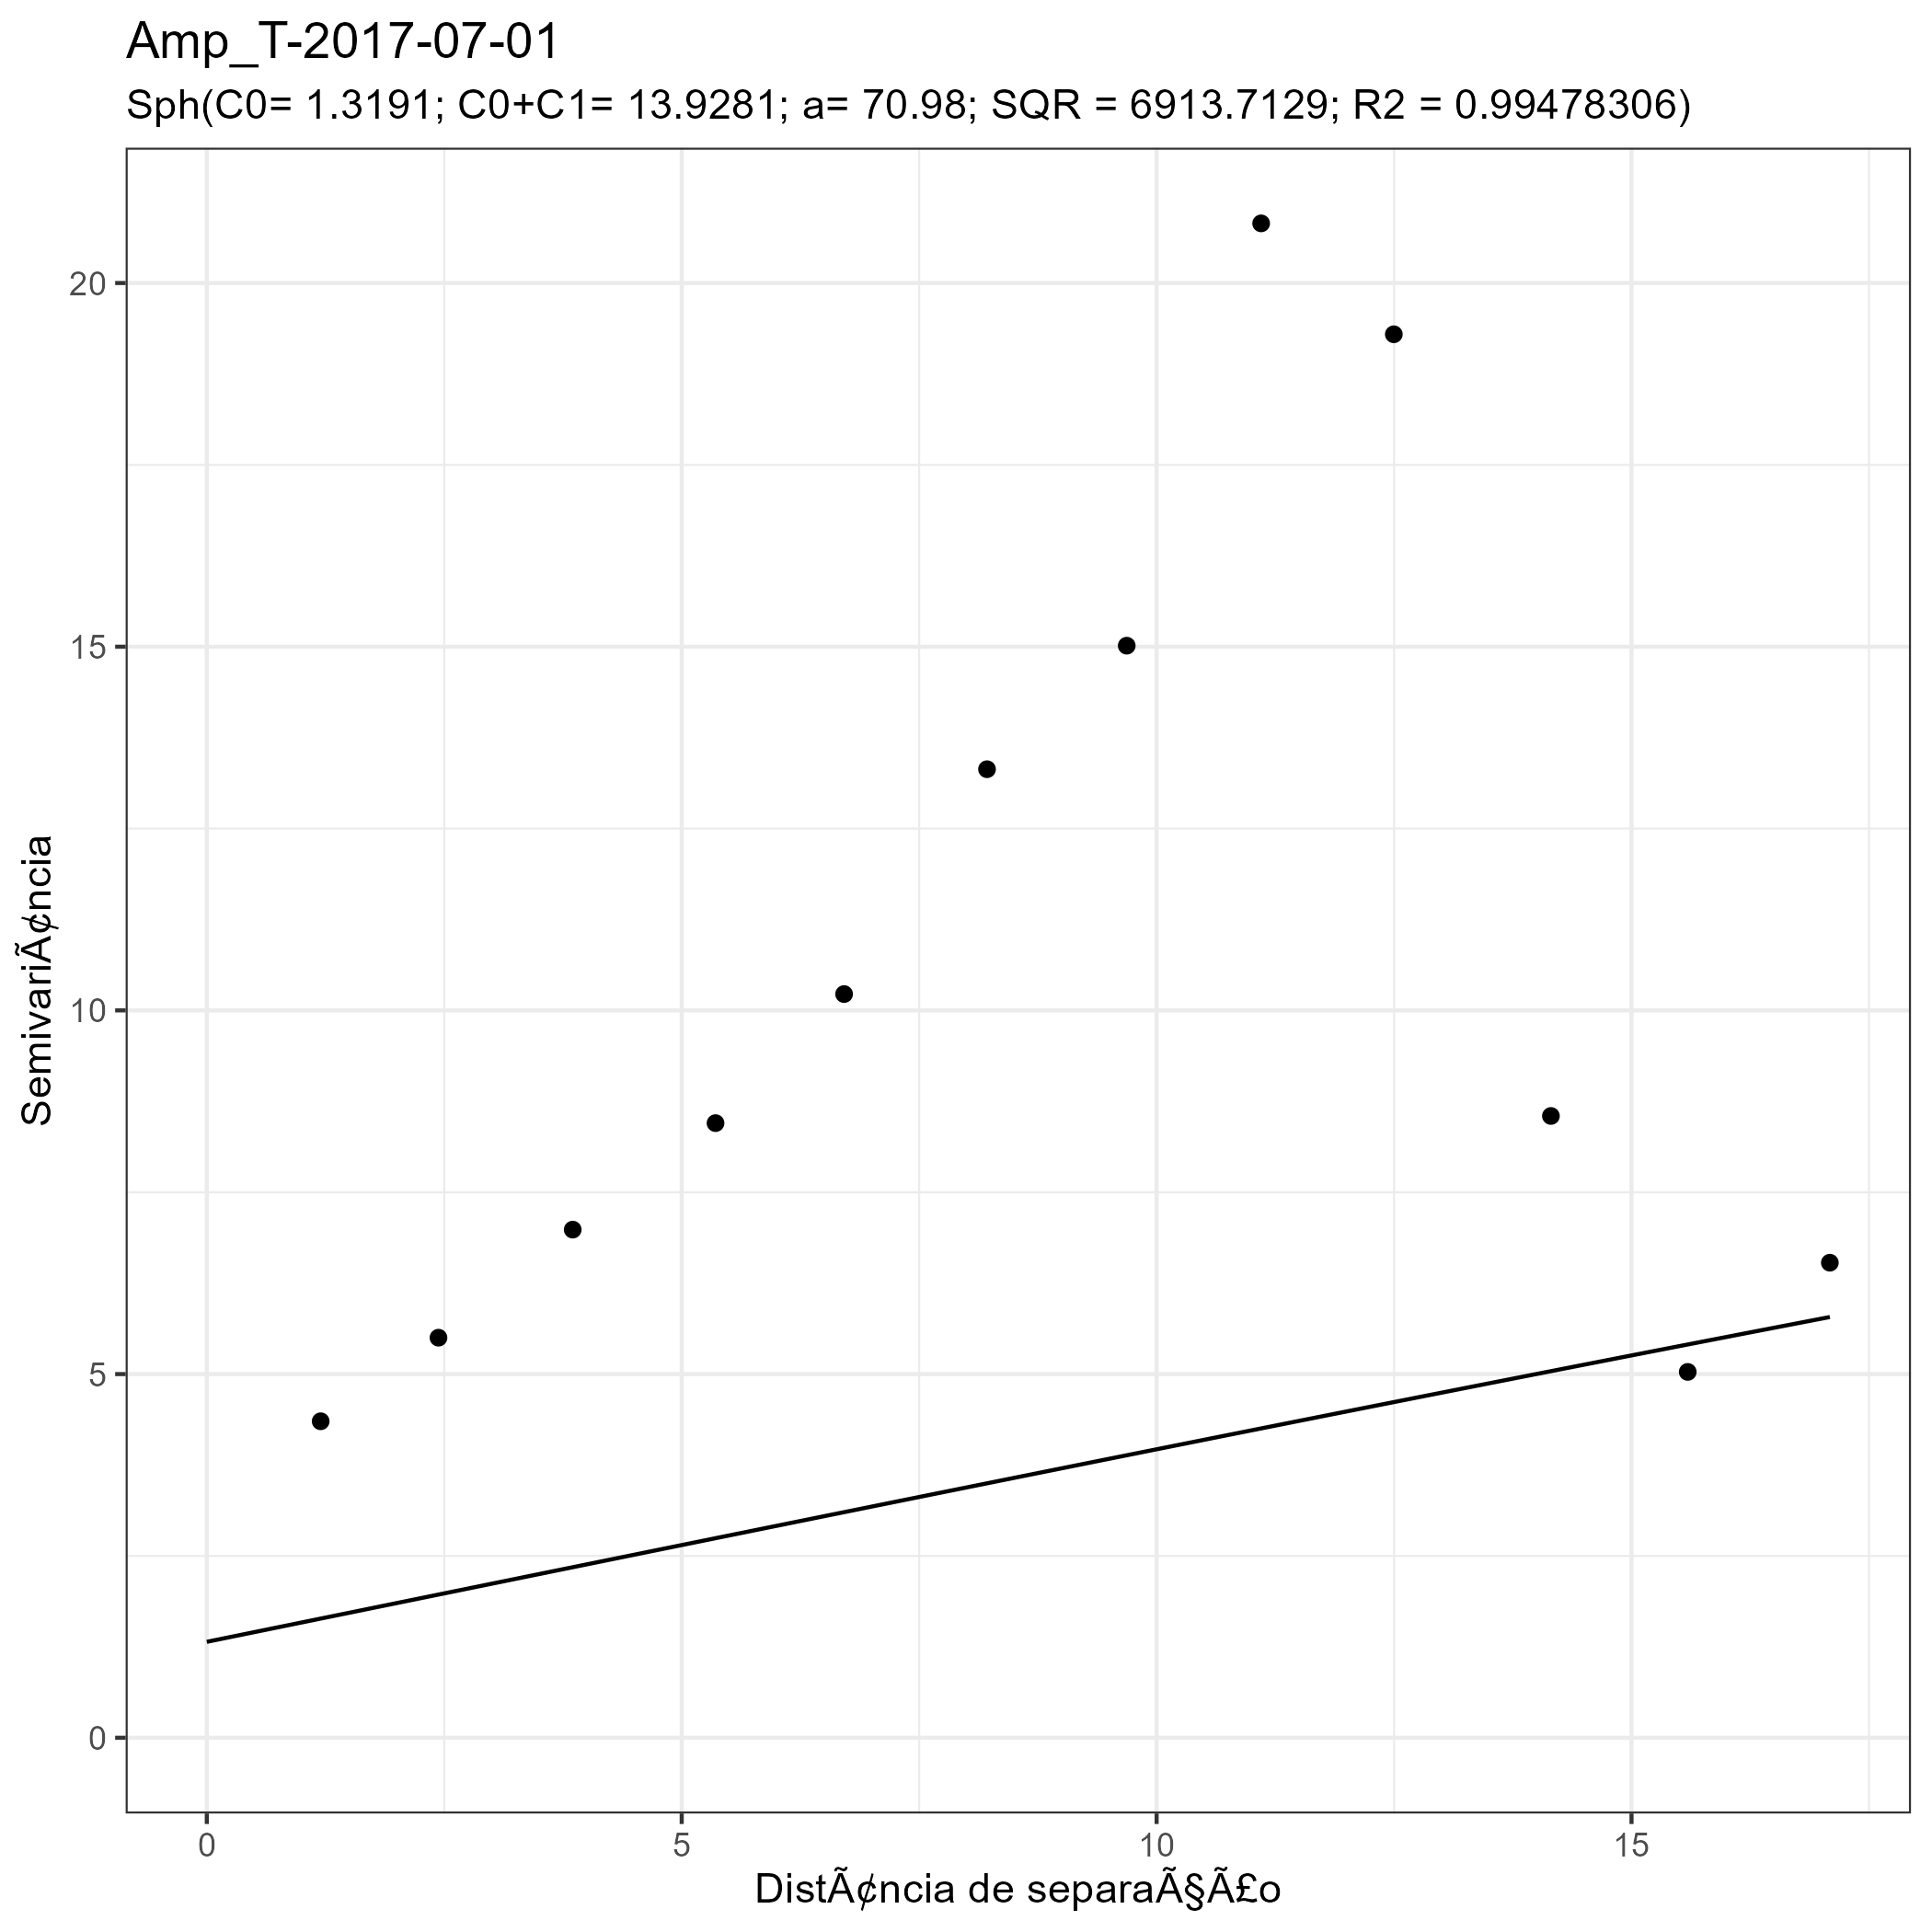 Amp_T-2017-07-01
Sph(C0= 1.3191; C0+C1= 13.9281; a= 70.98; SQR = 6913.7129; R2 = 0.99478306)
20
15
10
5
0
SemivariÃ¢ncia
0 5 10 15
DistÃ¢ncia de separaÃ§Ã£o